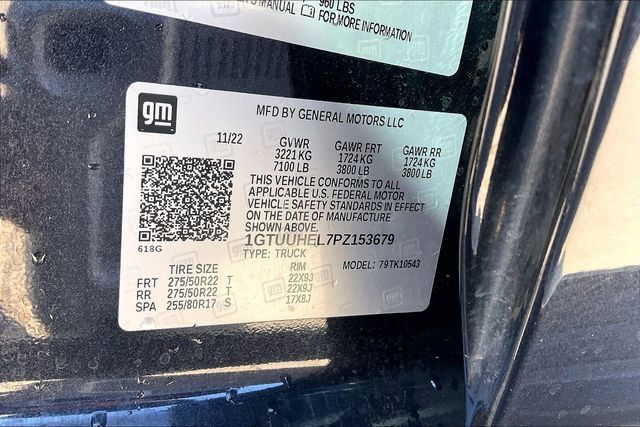 960 LBS
MANUAL FOR MORE INFORMATION
gm
MFD BY GENERAL MOTORS LLC
11/22 GVWR GAWR FRT GAWR RR
3221 KG 1724 KG 1724 KG
7100 LB 3800 LB 3800 LB
THIS VEHICLE CONFORMS TO ALL
APPLICABLE U.S. FEDERAL MOTOR
VEHICLE SAFETY STANDARDS IN EFFECT
ON THE DATE OF MANUFACTURE
SHOWN ABOVE.
618G
1GTUUHEL7PZ153679
TYPE: TRUCK
MODEL: 79TK10543
TIRE SIZE RIM
FRT 275/50R22 T 22X9J
RR 275/50R22 T 22X9J
SPA 255/80R17 S 17X8J